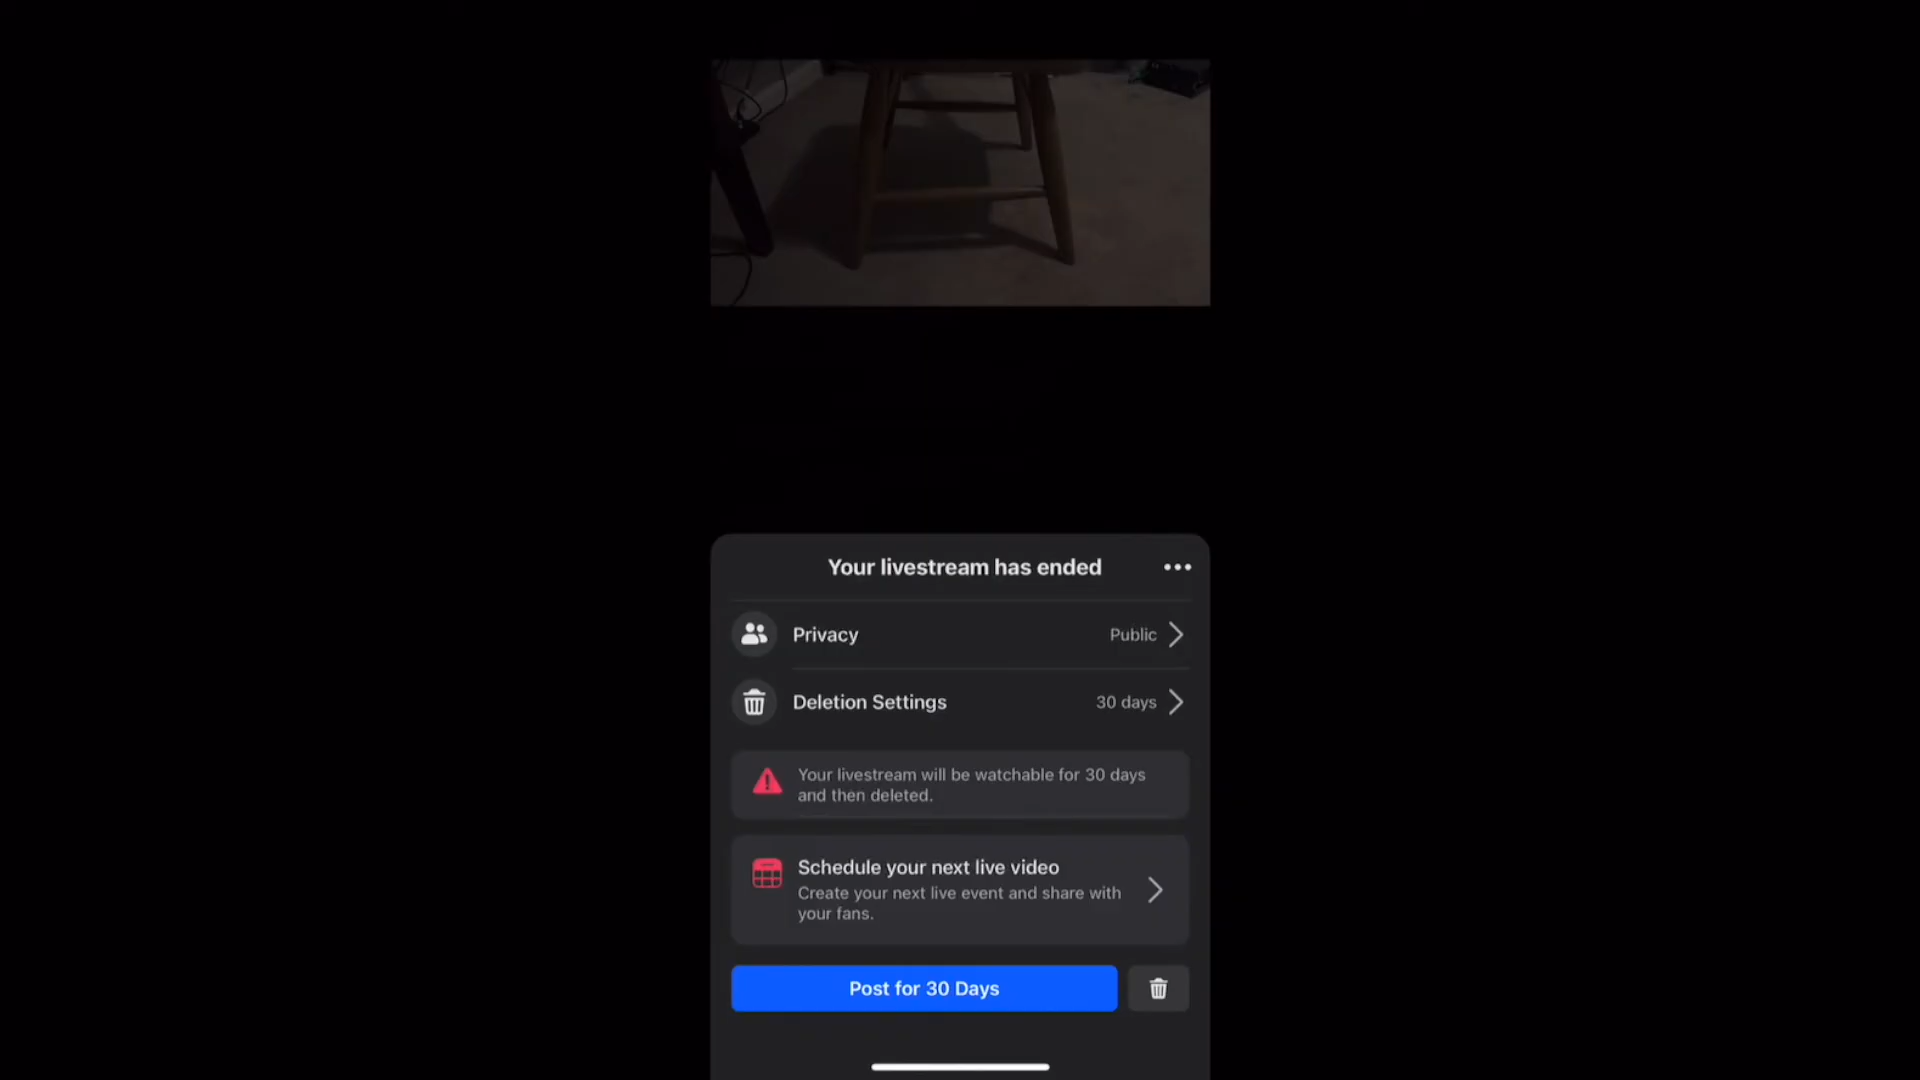 Your livestream has ended
Privacy
Public
Deletion Settings
30 days
Your livestream will be watchable for 30 days
and then deleted.
Schedule your next live video
Create your next live event and share with
your fans.
Post for 30 Days